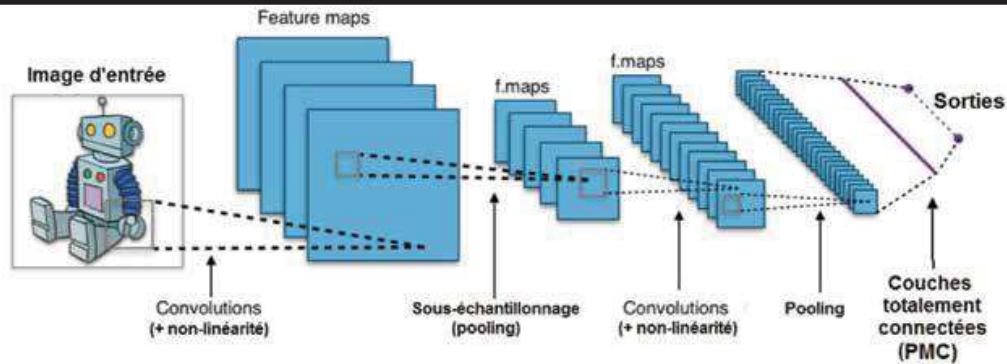 Feature maps
Image d'entrée
f.maps
f.maps
Sorties
Convolutions
(+ non-linéarité)
Sous-échantillonnage
(pooling)
Convolutions
(+ non-linéarité)
Pooling
Couches
totalement
connectées
(PMC)